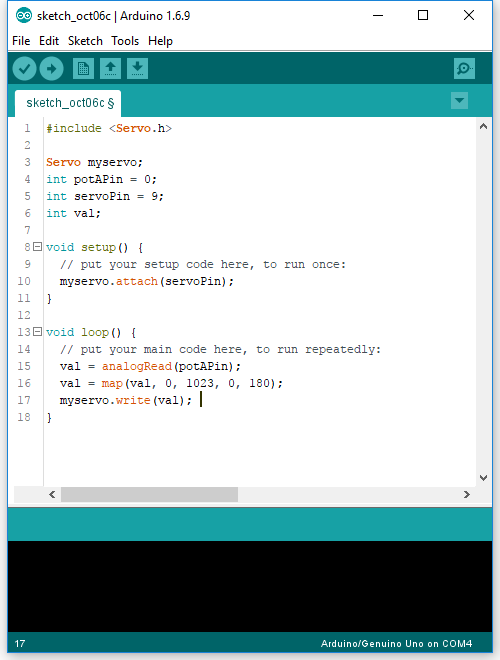 sketch_oct06c | Arduino 1.6.9
File Edit Sketch Tools Help
sketch_oct06c §
1 #include <Servo.h>
2
3 Servo myservo;
4 int potAPin = 0;
5 int servoPin = 9;
6 int val;
7
8 void setup() {
9   // put your setup code here, to run once:
10   myservo.attach(servoPin);
11 }
12
13 void loop() {
14   // put your main code here, to run repeatedly:
15   val = analogRead(potAPin);
16   val = map(val, 0, 1023, 0, 180);
17   myservo.write(val);
18 }
17 Arduino/Genuino Uno on COM4